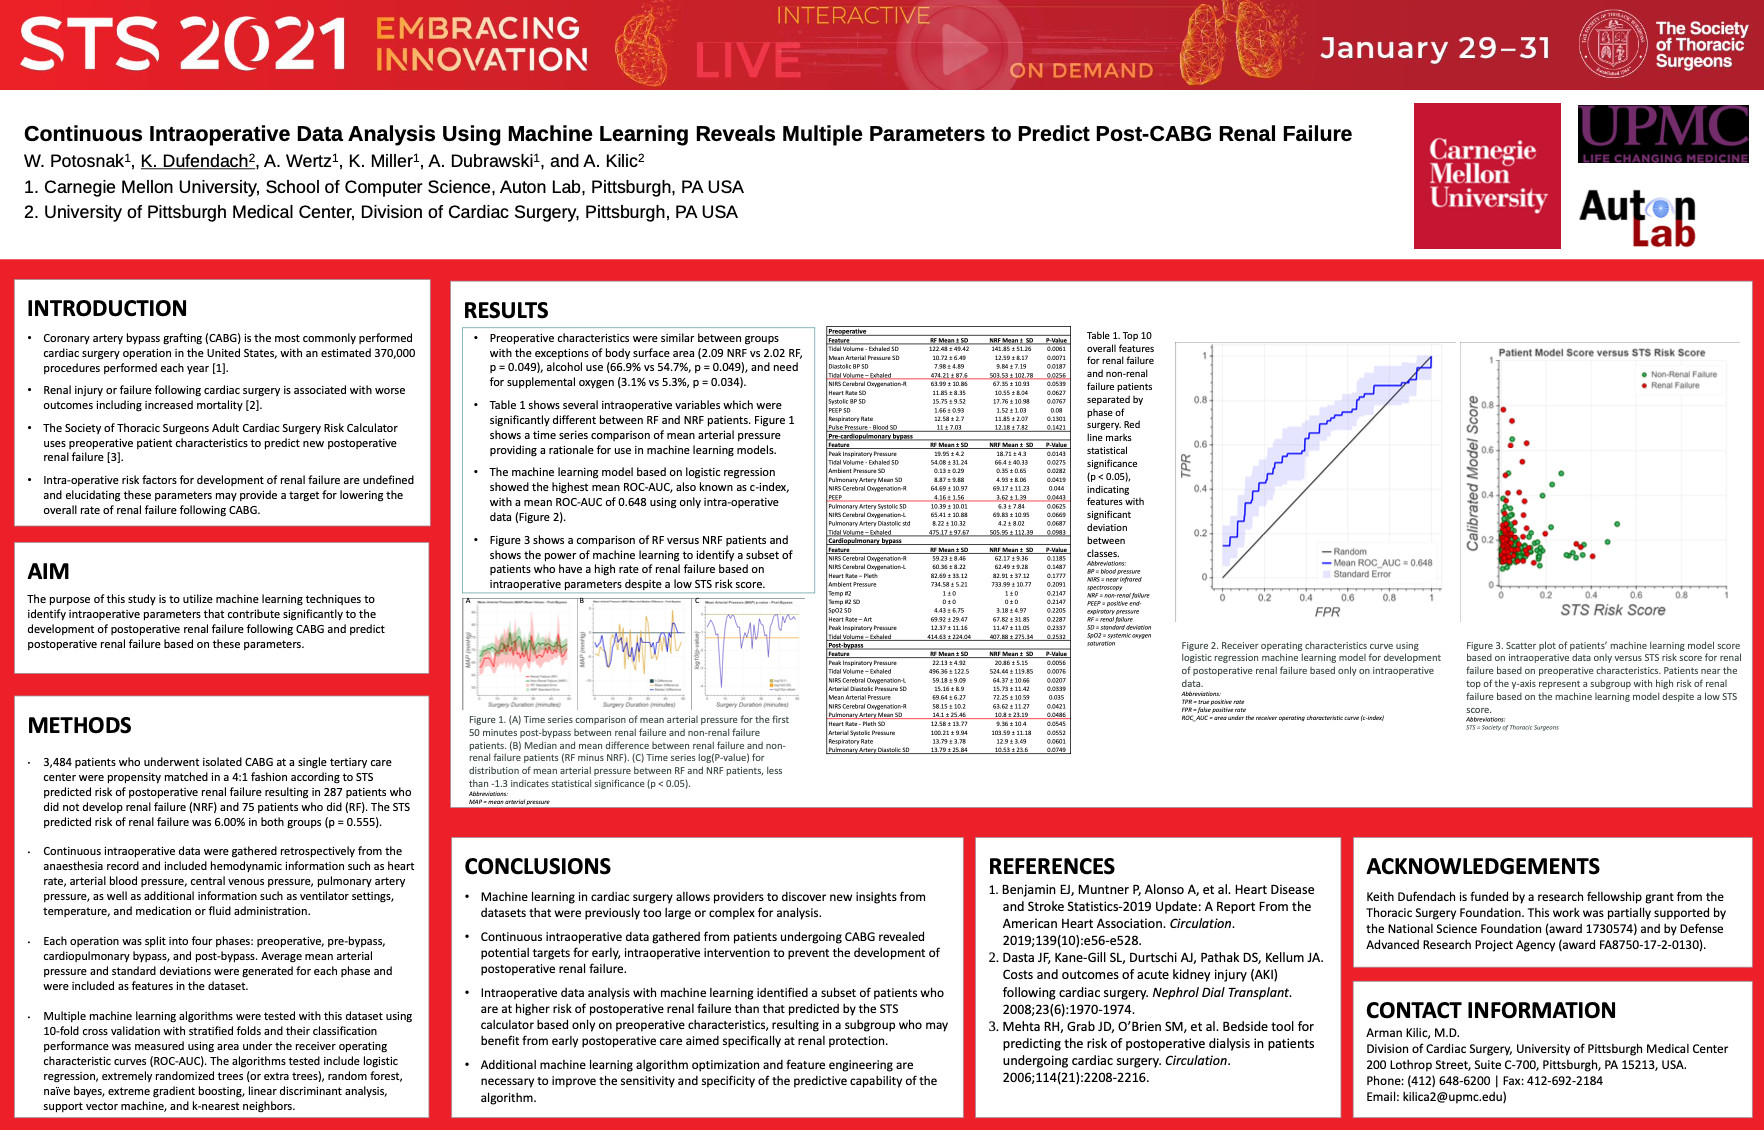 STS 2021
EMBRACING
INNOVATION
INTERACTIVE
LIVE
ON DEMAND
January 29–31
The Society
of Thoracic
Surgeons
Continuous Intraoperative Data Analysis Using Machine Learning Reveals Multiple Parameters to Predict Post-CABG Renal Failure
W. Potosnak1, K. Dufendach2, A. Wertz1, K. Miller1, A. Dubrawski1, and A. Kilic2
1. Carnegie Mellon University, School of Computer Science, Auton Lab, Pittsburgh, PA USA
2. University of Pittsburgh Medical Center, Division of Cardiac Surgery, Pittsburgh, PA USA
Carnegie
Mellon
University
UPMC
LIFE CHANGING MEDICINE
Auton
Lab
INTRODUCTION
• Coronary artery bypass grafting (CABG) is the most commonly performed
cardiac surgery operation in the United States, with an estimated 370,000
procedures performed each year [1].
• Renal injury or failure following cardiac surgery is associated with worse
outcomes including increased mortality [2].
• The Society of Thoracic Surgeons Adult Cardiac Surgery Risk Calculator
uses preoperative patient characteristics to predict new postoperative
renal failure [3].
• Intra-operative risk factors for development of renal failure are undefined
and elucidating these parameters may provide a target for lowering the
overall rate of renal failure following CABG.
AIM
The purpose of this study is to utilize machine learning techniques to
identify intraoperative parameters that contribute significantly to the
development of postoperative renal failure following CABG and predict
postoperative renal failure based on these parameters.
METHODS
· 3,484 patients who underwent isolated CABG at a single tertiary care
center were propensity matched in a 4:1 fashion according to STS
predicted risk of postoperative renal failure resulting in 287 patients who
did not develop renal failure (NRF) and 75 patients who did (RF). The STS
predicted risk of renal failure was 6.00% in both groups (p = 0.555).
· Continuous intraoperative data were gathered retrospectively from the
anaesthesia record and included hemodynamic information such as heart
rate, arterial blood pressure, central venous pressure, pulmonary artery
pressure, as well as additional information such as ventilator settings,
temperature, and medication or fluid administration.
· Each operation was split into four phases: preoperative, pre-bypass,
cardiopulmonary bypass, and post-bypass. Average mean arterial
pressure and standard deviations were generated for each phase and
were included as features in the dataset.
· Multiple machine learning algorithms were tested with this dataset using
10-fold cross validation with stratified folds and their classification
performance was measured using area under the receiver operating
characteristic curves (ROC-AUC). The algorithms tested include logistic
regression, extremely randomized trees (or extra trees), random forest,
naïve bayes, extreme gradient boosting, linear discriminant analysis,
support vector machine, and k-nearest neighbors.
RESULTS
• Preoperative characteristics were similar between groups
with the exceptions of body surface area (2.09 NRF vs 2.02 RF,
p = 0.049), alcohol use (66.9% vs 54.7%, p = 0.049), and need
for supplemental oxygen (3.1% vs 5.3%, p = 0.034).
• Table 1 shows several intraoperative variables which were
significantly different between RF and NRF patients. Figure 1
shows a time series comparison of mean arterial pressure
providing a rationale for use in machine learning models.
• The machine learning model based on logistic regression
showed the highest mean ROC-AUC, also known as c-index,
with a mean ROC-AUC of 0.648 using only intra-operative
data (Figure 2).
• Figure 3 shows a comparison of RF versus NRF patients and
shows the power of machine learning to identify a subset of
patients who have a high rate of renal failure based on
intraoperative parameters despite a low STS risk score.
A
B
C
MAP (mmHg)
MAP (mmHg)
log10(p-value)
Surgery Duration (minutes)
Surgery Duration (minutes)
Surgery Duration (minutes)
Figure 1. (A) Time series comparison of mean arterial pressure for the first
50 minutes post-bypass between renal failure and non-renal failure
patients. (B) Median and mean difference between renal failure and non-
renal failure patients (RF minus NRF). (C) Time series log(P-value) for
distribution of mean arterial pressure between RF and NRF patients, less
than -1.3 indicates statistical significance (p < 0.05).
Abbreviations:
MAP = mean arterial pressure
Preoperative
Feature RF Mean ± SD NRF Mean ± SD P-Value
Tidal Volume - Exhaled SD 122.48 ± 49.42 141.85 ± 51.26 0.0061
Mean Arterial Pressure SD 10.72 ± 6.49 12.59 ± 8.17 0.0071
Diastolic BP SD 7.98 ± 4.89 9.84 ± 7.19 0.0187
Tidal Volume – Exhaled 474.21 ± 87.6 503.53 ± 102.78 0.0256
NIRS Cerebral Oxygenation-R 63.99 ± 10.86 67.35 ± 10.93 0.0539
Heart Rate SD 11.85 ± 8.35 10.55 ± 8.04 0.0627
Systolic BP SD 15.75 ± 9.52 17.76 ± 10.98 0.0767
PEEP SD 1.66 ± 0.93 1.52 ± 1.03 0.08
Respiratory Rate 12.58 ± 2.7 11.85 ± 2.07 0.1301
Pulse Pressure - Blood SD 11 ± 7.03 12.18 ± 7.82 0.1421
Pre-cardiopulmonary bypass
Feature RF Mean ± SD NRF Mean ± SD P-Value
Peak Inspiratory Pressure 19.95 ± 4.2 18.71 ± 4.3 0.0143
Tidal Volume - Exhaled SD 54.08 ± 31.24 66.4 ± 40.33 0.0275
Ambient Pressure SD 0.13 ± 0.29 0.35 ± 0.65 0.0282
Pulmonary Artery Mean SD 8.87 ± 9.88 4.93 ± 8.06 0.0419
NIRS Cerebral Oxygenation-R 64.69 ± 10.97 69.17 ± 11.23 0.044
PEEP 4.16 ± 1.56 3.62 ± 1.39 0.0443
Pulmonary Artery Systolic SD 10.39 ± 10.01 6.3 ± 7.84 0.0625
NIRS Cerebral Oxygenation-L 65.41 ± 10.88 69.83 ± 10.95 0.0669
Pulmonary Artery Diastolic std 8.22 ± 10.32 4.2 ± 8.02 0.0687
Tidal Volume – Exhaled 475.17 ± 97.67 505.95 ± 112.39 0.0983
Cardiopulmonary bypass
Feature RF Mean ± SD NRF Mean ± SD P-Value
NIRS Cerebral Oxygenation-R 59.23 ± 8.46 62.17 ± 9.36 0.1185
NIRS Cerebral Oxygenation-L 60.36 ± 8.22 62.49 ± 9.28 0.1487
Heart Rate – Pleth 82.69 ± 33.12 82.91 ± 37.12 0.1777
Ambient Pressure 734.58 ± 5.21 733.99 ± 10.77 0.2091
Temp #2 1 ± 0 1 ± 0 0.2147
Temp #2 SD 0 ± 0 0 ± 0 0.2147
SpO2 SD 4.43 ± 6.75 3.18 ± 4.97 0.2205
Heart Rate – Art 69.92 ± 29.47 67.82 ± 31.85 0.2287
Peak Inspiratory Pressure 12.37 ± 11.16 11.47 ± 11.05 0.2337
Tidal Volume – Exhaled 414.63 ± 224.04 407.88 ± 275.34 0.2532
Post-bypass
Feature RF Mean ± SD NRF Mean ± SD P-Value
Peak Inspiratory Pressure 22.13 ± 4.92 20.86 ± 5.15 0.0056
Tidal Volume – Exhaled 496.36 ± 122.5 524.44 ± 119.85 0.0076
NIRS Cerebral Oxygenation-L 59.18 ± 9.09 64.37 ± 10.66 0.0207
Arterial Diastolic Pressure SD 15.16 ± 8.9 15.73 ± 11.42 0.0339
Mean Arterial Pressure 69.64 ± 6.27 72.25 ± 10.59 0.035
NIRS Cerebral Oxygenation-R 58.15 ± 10.2 63.62 ± 11.27 0.0421
Pulmonary Artery Mean SD 14.1 ± 25.46 10.8 ± 23.19 0.0486
Heart Rate - Pleth SD 12.58 ± 13.77 9.36 ± 10.4 0.0545
Arterial Systolic Pressure 100.21 ± 9.94 103.59 ± 11.18 0.0552
Respiratory Rate 13.79 ± 3.78 12.9 ± 3.49 0.0601
Pulmonary Artery Diastolic SD 13.79 ± 25.84 10.53 ± 23.6 0.0749
Table 1. Top 10
overall features
for renal failure
and non-renal
failure patients
separated by
phase of
surgery. Red
line marks
statistical
significance
(p < 0.05),
indicating
features with
significant
deviation
between
classes.
Abbreviations:
BP = blood pressure
NIRS = near infrared
spectroscopy
NRF = non-renal failure
PEEP = positive end-
expiratory pressure
RF = renal failure
SD = standard deviation
SpO2 = systemic oxygen
saturation
TPR
1
0.8
0.6
0.4
0.2
0
0 0.2 0.4 0.6 0.8 1
FPR
Random
Mean ROC_AUC = 0.648
Standard Error
Figure 2. Receiver operating characteristics curve using
logistic regression machine learning model for development
of postoperative renal failure based only on intraoperative
data.
Abbreviations:
TPR = true positive rate
FPR = false positive rate
ROC_AUC = area under the receiver operating characteristic curve (c-index)
Patient Model Score versus STS Risk Score
Non-Renal Failure
Renal Failure
Calibrated Model Score
1
0.8
0.6
0.4
0.2
0
0 0.2 0.4 0.6 0.8 1
STS Risk Score
Figure 3. Scatter plot of patients’ machine learning model score
based on intraoperative data only versus STS risk score for renal
failure based on preoperative characteristics. Patients near the
top of the y-axis represent a subgroup with high risk of renal
failure based on the machine learning model despite a low STS
score.
Abbreviations:
STS = Society of Thoracic Surgeons
CONCLUSIONS
• Machine learning in cardiac surgery allows providers to discover new insights from
datasets that were previously too large or complex for analysis.
• Continuous intraoperative data gathered from patients undergoing CABG revealed
potential targets for early, intraoperative intervention to prevent the development of
postoperative renal failure.
• Intraoperative data analysis with machine learning identified a subset of patients who
are at higher risk of postoperative renal failure than that predicted by the STS
calculator based only on preoperative characteristics, resulting in a subgroup who may
benefit from early postoperative care aimed specifically at renal protection.
• Additional machine learning algorithm optimization and feature engineering are
necessary to improve the sensitivity and specificity of the predictive capability of the
algorithm.
REFERENCES
1. Benjamin EJ, Muntner P, Alonso A, et al. Heart Disease
and Stroke Statistics-2019 Update: A Report From the
American Heart Association. Circulation.
2019;139(10):e56-e528.
2. Dasta JF, Kane-Gill SL, Durtschi AJ, Pathak DS, Kellum JA.
Costs and outcomes of acute kidney injury (AKI)
following cardiac surgery. Nephrol Dial Transplant.
2008;23(6):1970-1974.
3. Mehta RH, Grab JD, O’Brien SM, et al. Bedside tool for
predicting the risk of postoperative dialysis in patients
undergoing cardiac surgery. Circulation.
2006;114(21):2208-2216.
ACKNOWLEDGEMENTS
Keith Dufendach is funded by a research fellowship grant from the
Thoracic Surgery Foundation. This work was partially supported by
the National Science Foundation (award 1730574) and by Defense
Advanced Research Project Agency (award FA8750-17-2-0130).
CONTACT INFORMATION
Arman Kilic, M.D.
Division of Cardiac Surgery, University of Pittsburgh Medical Center
200 Lothrop Street, Suite C-700, Pittsburgh, PA 15213, USA.
Phone: (412) 648-6200 | Fax: 412-692-2184
Email: kilica2@upmc.edu)